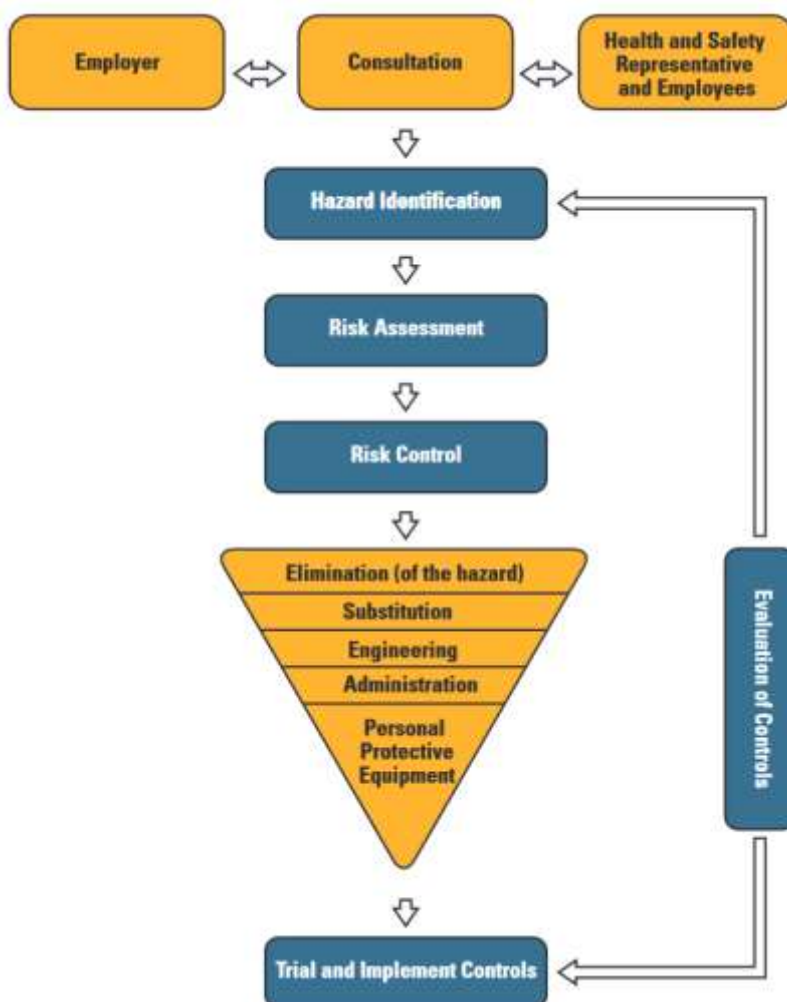 Employer
Consultation
Health and Safety
Representative
and Employees
Hazard Identification
Risk Assessment
Risk Control
Elimination (of the hazard)
Substitution
Engineering
Administration
Personal
Protective
Equipment
Evaluation of Controls
Trial and Implement Controls